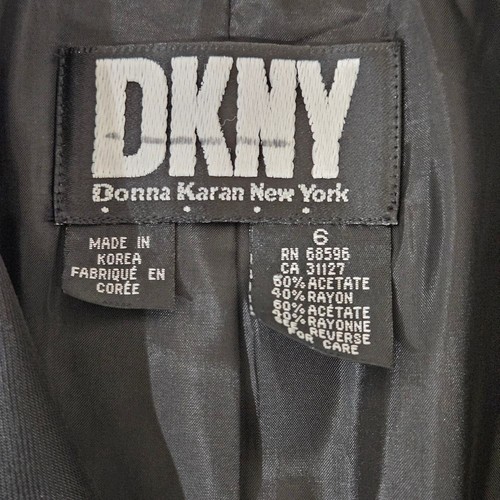 DKNY
Donna Karan New York
MADE IN
KOREA
FABRIQUÉ EN
CORÉE
6
RN 68596
CA 31127
60% ACETATE
40% RAYON
60% ACÉTATE
40% RAYONNE
SEE REVERSE
FOR CARE